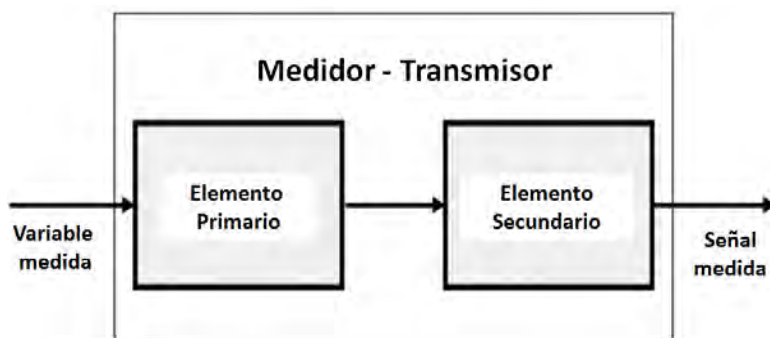 Medidor - Transmisor
Elemento
Primario
Elemento
Secundario
Variable
medida
Señal
medida